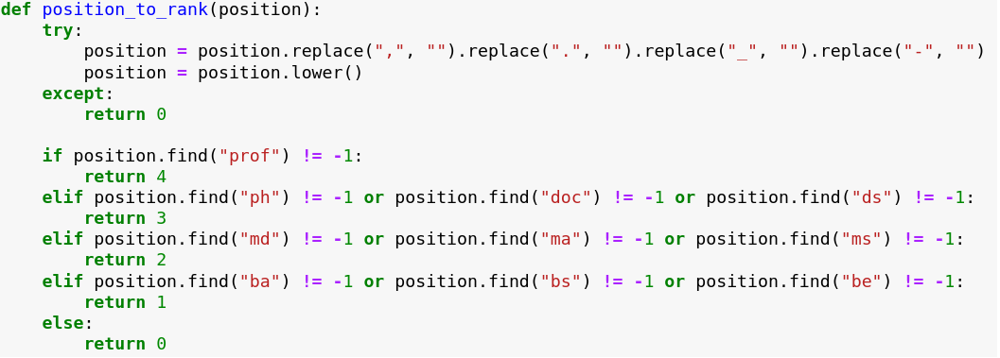 def position_to_rank(position):
    try:
        position = position.replace(",", "").replace(".", "").replace("_", "").replace("-", "")
        position = position.lower()
    except:
        return 0

    if position.find("prof") != -1:
        return 4
    elif position.find("ph") != -1 or position.find("doc") != -1 or position.find("ds") != -1:
        return 3
    elif position.find("md") != -1 or position.find("ma") != -1 or position.find("ms") != -1:
        return 2
    elif position.find("ba") != -1 or position.find("bs") != -1 or position.find("be") != -1:
        return 1
    else:
        return 0